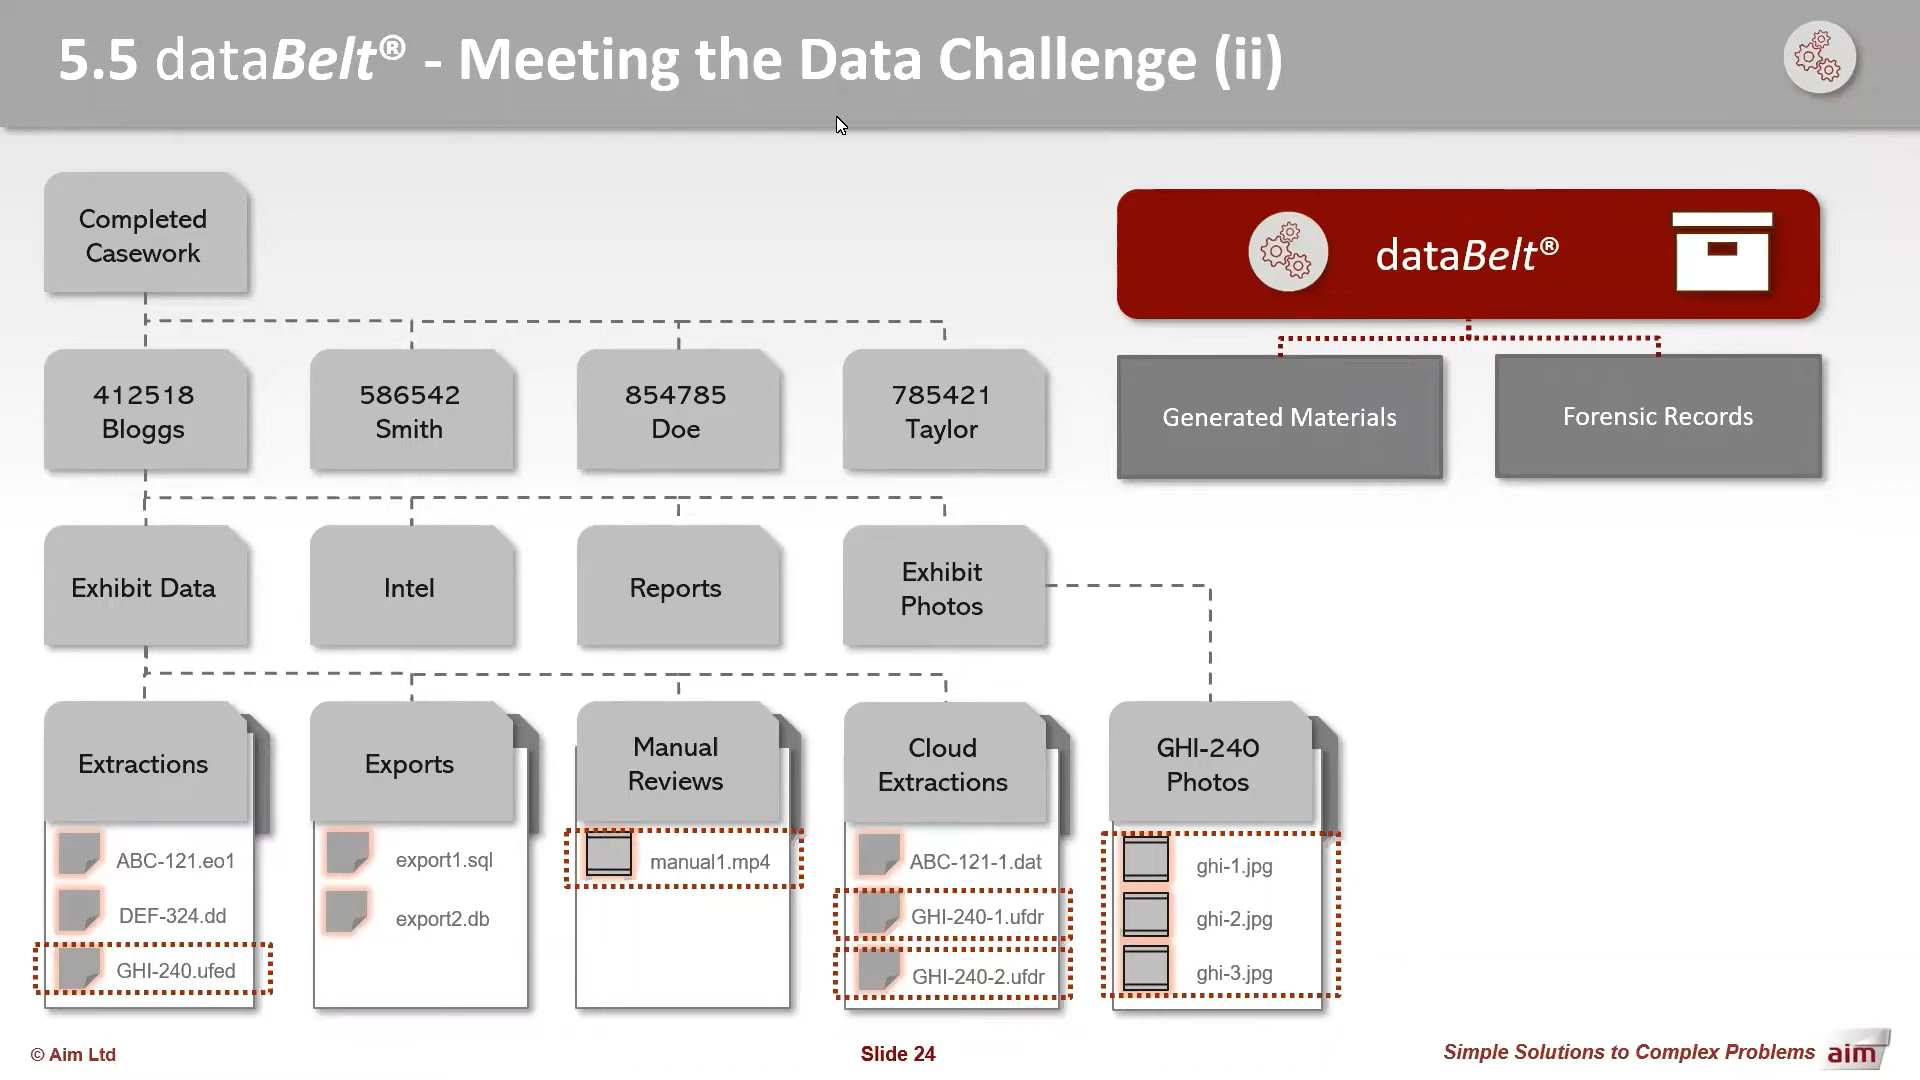 5.5 dataBelt® - Meeting the Data Challenge (ii)
Completed
Casework
dataBelt®
Generated Materials
Forensic Records
412518
Bloggs
586542
Smith
854785
Doe
785421
Taylor
Exhibit Data
Intel
Reports
Exhibit
Photos
Extractions
ABC-121.eo1
DEF-324.dd
GHI-240.ufed
Exports
export1.sql
export2.db
Manual
Reviews
manual1.mp4
Cloud
Extractions
ABC-121-1.dat
GHI-240-1.ufdr
GHI-240-2.ufdr
GHI-240
Photos
ghi-1.jpg
ghi-2.jpg
ghi-3.jpg
© Aim Ltd
Slide 24
Simple Solutions to Complex Problems
aim